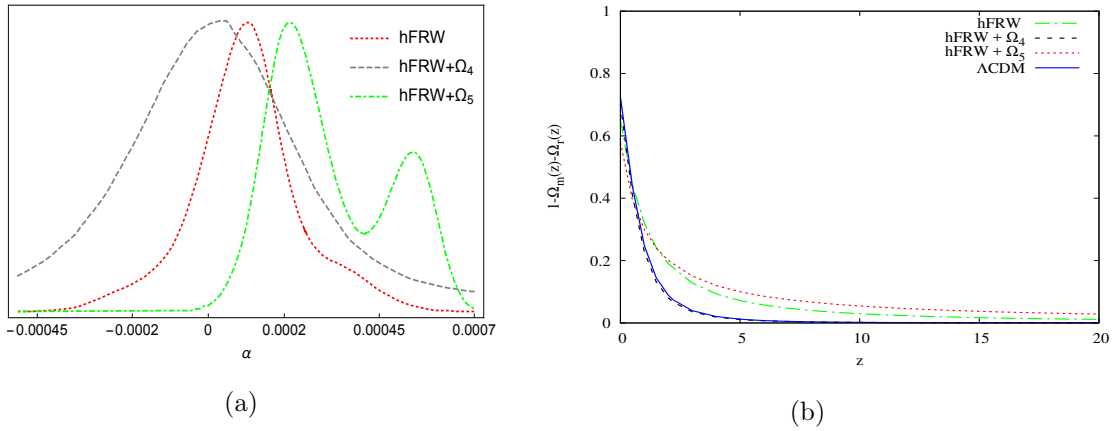 hFRW
hFRW+Ω4
hFRW+Ω5
−0.00045 −0.0002 0 0.0002 0.00045 0.0007
α
(a)
1
0.8
0.6
0.4
0.2
0
1-Ωm(z)-Ωr(z)
hFRW
hFRW + Ω4
hFRW + Ω5
ΛCDM
0 5 10 15 20
z
(b)